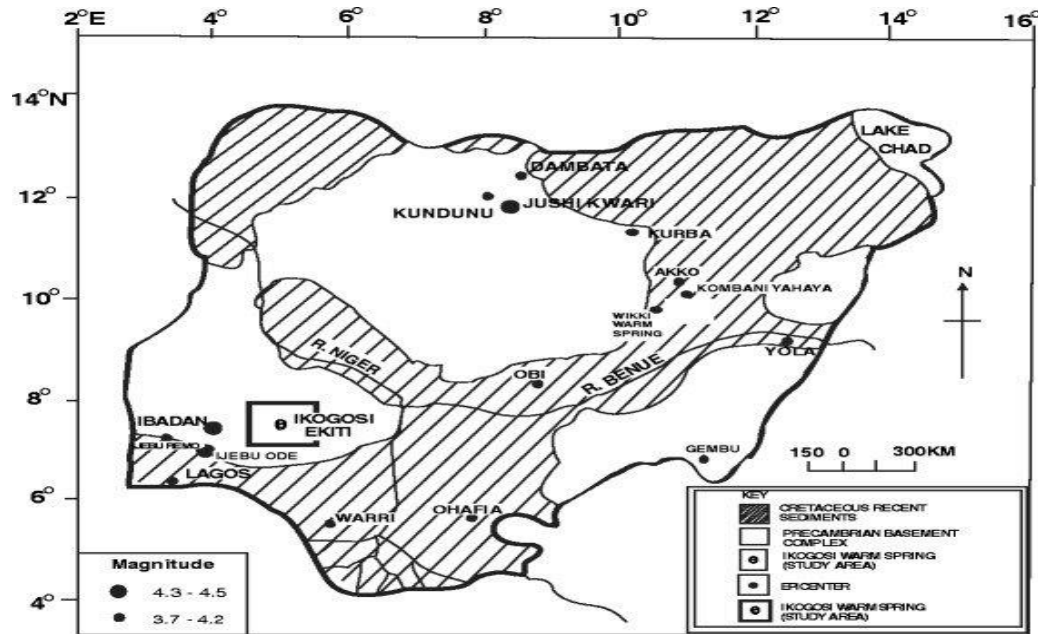 2°E 6° 8° 10° 12° 14° 16°
14°N
12°
10°
8°
6°
4°
LAKE
CHAD
DAMBATA
JUSHI KWARI
KUNDUNU
KURBA
AKKO
KOMBANI YAHAYA
WIKKI
WARM
SPRING
N
R. NIGER
R. BENUE
YOLA
OBI
IBADAN
IKOGOSI
EKITI
IJEBU ODE
LAGOS
GEMBU
150 0 300KM
WARRI
OHAFIA
Magnitude
4.3 - 4.5
3.7 - 4.2
KEY
CRETACEOUS RECENT
SEDIMENTS
PRECAMBRIAN BASEMENT
COMPLEX
IKOGOSI WARM SPRING
(STUDY AREA)
EPICENTER
IKOGOSI WARM SPRING
(STUDY AREA)